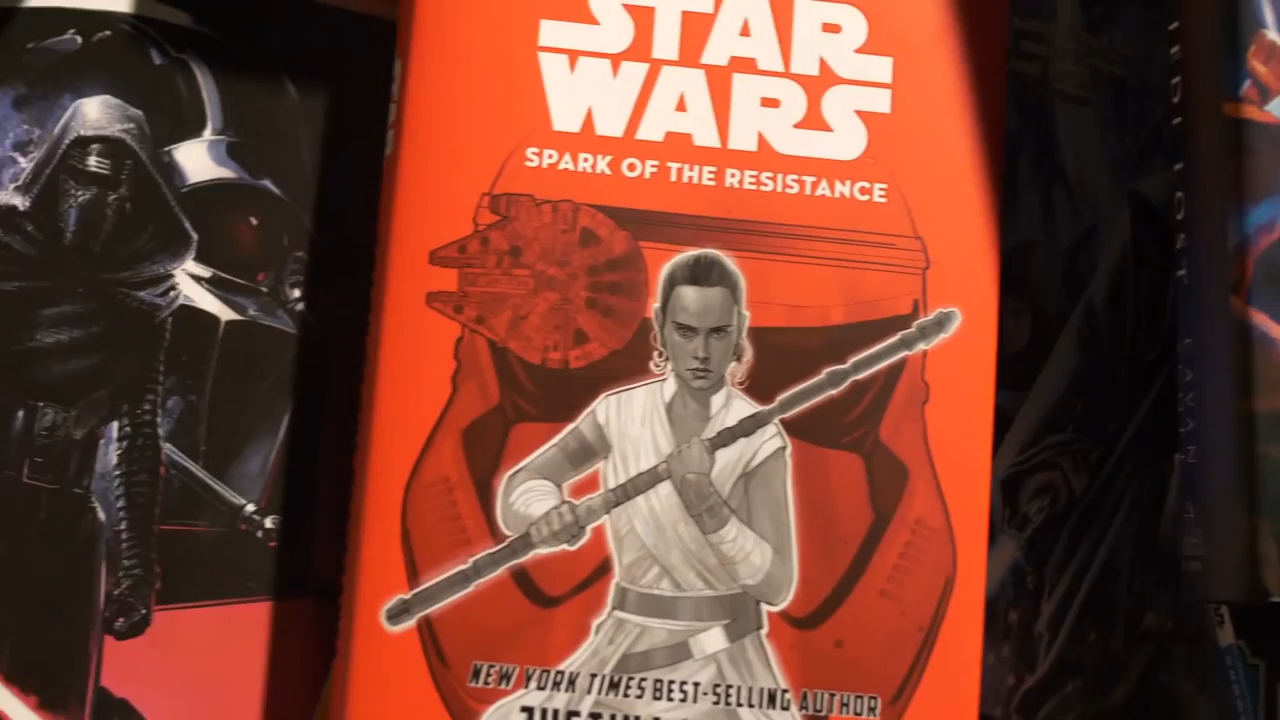 STAR
WARS
SPARK OF THE RESISTANCE
NEW YORK TIMES BEST-SELLING AUTHOR